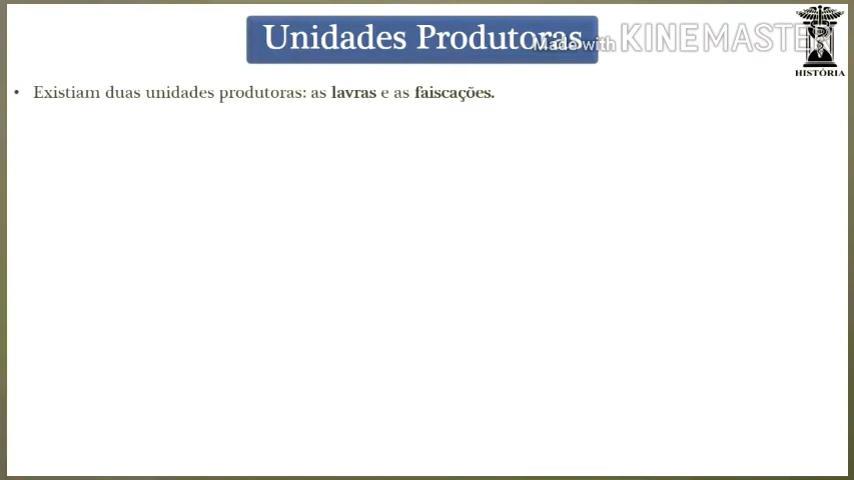 Unidades Produtoras
Made with KINEMASTER
HISTÓRIA
• Existiam duas unidades produtoras: as lavras e as faiscações.